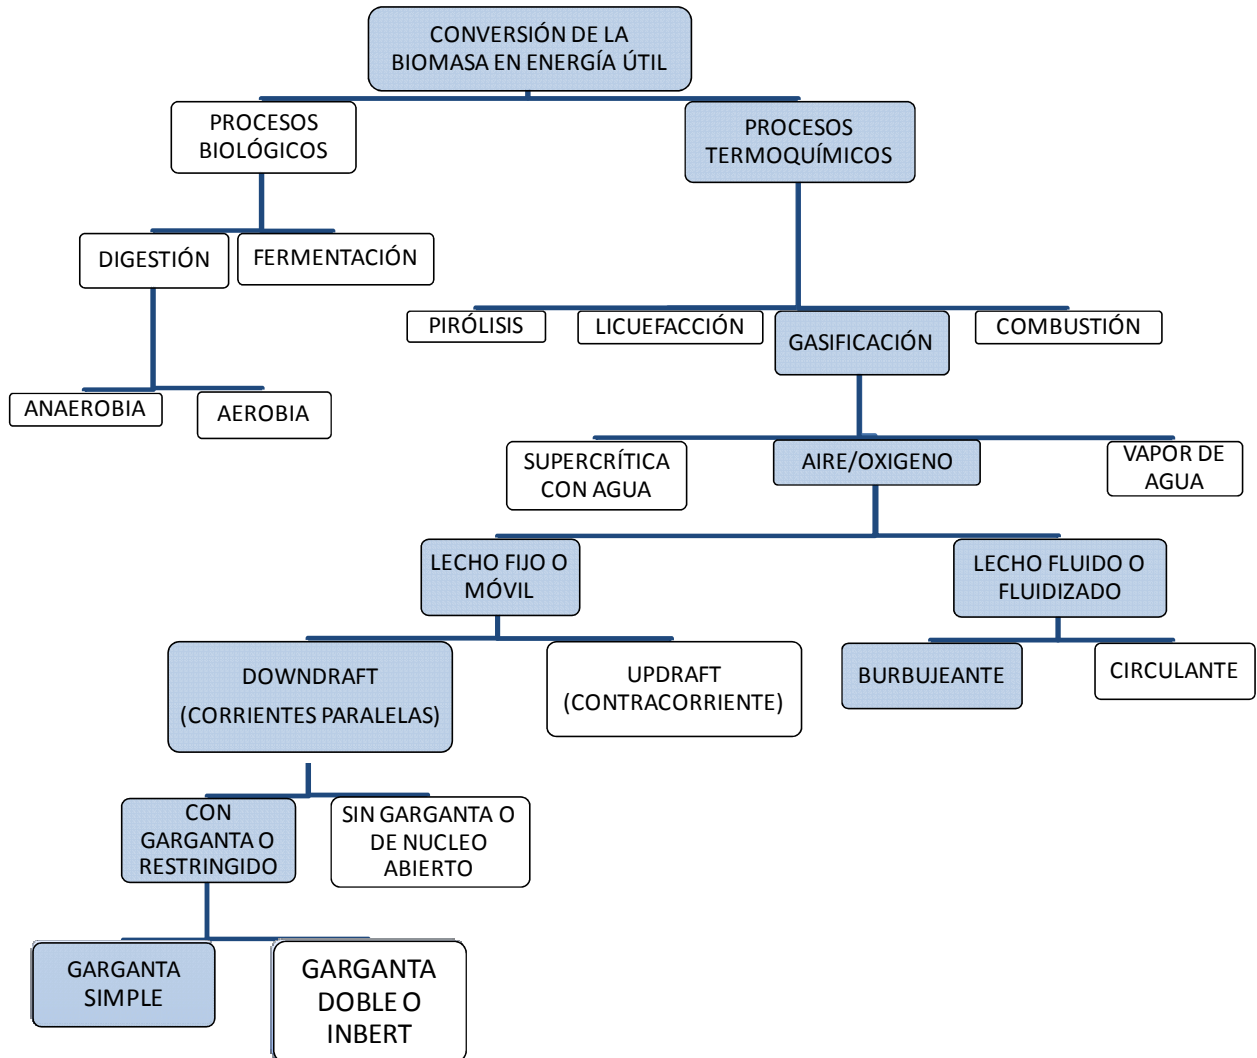 CONVERSIÓN DE LA
BIOMASA EN ENERGÍA ÚTIL
PROCESOS
BIOLÓGICOS
PROCESOS
TERMOQUÍMICOS
DIGESTIÓN
FERMENTACIÓN
PIRÓLISIS
LICUEFACCIÓN
GASIFICACIÓN
COMBUSTIÓN
ANAEROBIA
AEROBIA
SUPERCRÍTICA
CON AGUA
AIRE/OXIGENO
VAPOR DE
AGUA
LECHO FIJO O
MÓVIL
LECHO FLUIDO O
FLUIDIZADO
DOWNDRAFT
(CORRIENTES PARALELAS)
UPDRAFT
(CONTRACORRIENTE)
BURBUJEANTE
CIRCULANTE
CON
GARGANTA O
RESTRINGIDO
SIN GARGANTA O
DE NUCLEO
ABIERTO
GARGANTA
SIMPLE
GARGANTA
DOBLE O
INBERT